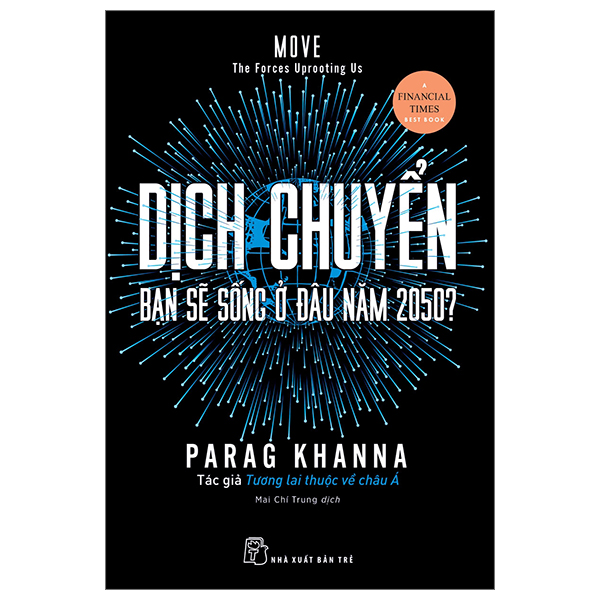 MOVE
The Forces Uprooting Us
A
FINANCIAL
TIMES
BEST BOOK
DỊCH CHUYỂN
BẠN SẼ SỐNG Ở ĐÂU NĂM 2050?
PARAG KHANNA
Tác giả Tương lai thuộc về châu Á
Mai Chí Trung dịch
NHÀ XUẤT BẢN TRẺ